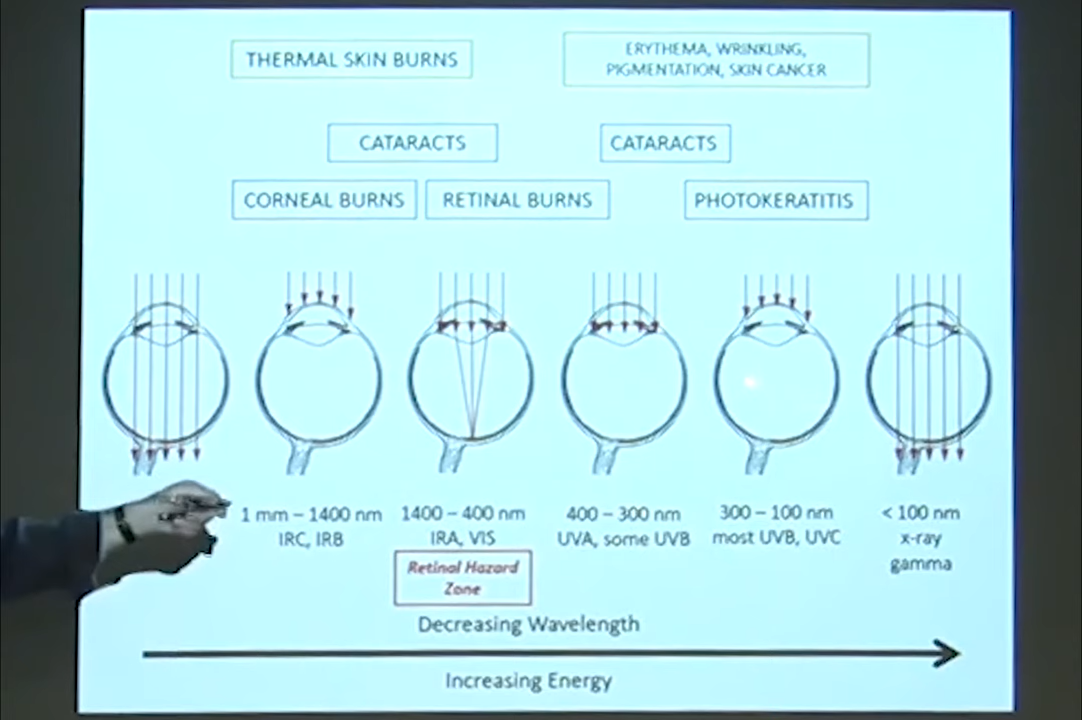 THERMAL SKIN BURNS
ERYTHEMA, WRINKLING,
PIGMENTATION, SKIN CANCER
CATARACTS
CATARACTS
CORNEAL BURNS
RETINAL BURNS
PHOTOKERATITIS
1 mm – 1400 nm
IRC, IRB
1400 – 400 nm
IRA, VIS
400 – 300 nm
UVA, some UVB
300 – 100 nm
most UVB, UVC
< 100 nm
x-ray
gamma
Retinal Hazard
Zone
Decreasing Wavelength
Increasing Energy